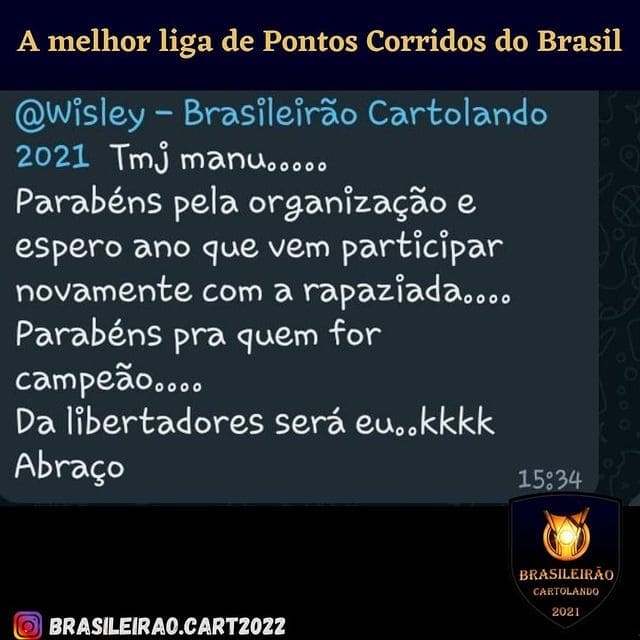 A melhor liga de Pontos Corridos do Brasil
@Wisley – Brasileirão Cartolando
2021 Tmj manu.....
Parabéns pela organização e
espero ano que vem participar
novamente com a rapaziada....
Parabéns pra quem for
campeão....
Da libertadores será eu..kkkk
Abraço
15:34
BRASILEIRÃO
CARTOLANDO
2021
BRASILEIRAO.CART2022